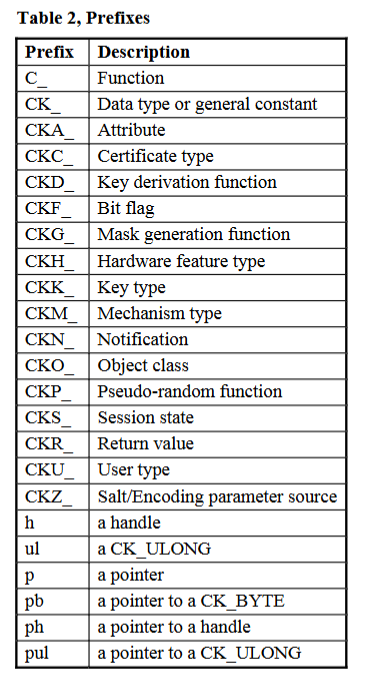 Table 2, Prefixes
Prefix Description
C_ Function
CK_ Data type or general constant
CKA_ Attribute
CKC_ Certificate type
CKD_ Key derivation function
CKF_ Bit flag
CKG_ Mask generation function
CKH_ Hardware feature type
CKK_ Key type
CKM_ Mechanism type
CKN_ Notification
CKO_ Object class
CKP_ Pseudo-random function
CKS_ Session state
CKR_ Return value
CKU_ User type
CKZ_ Salt/Encoding parameter source
h a handle
ul a CK_ULONG
p a pointer
pb a pointer to a CK_BYTE
ph a pointer to a handle
pul a pointer to a CK_ULONG